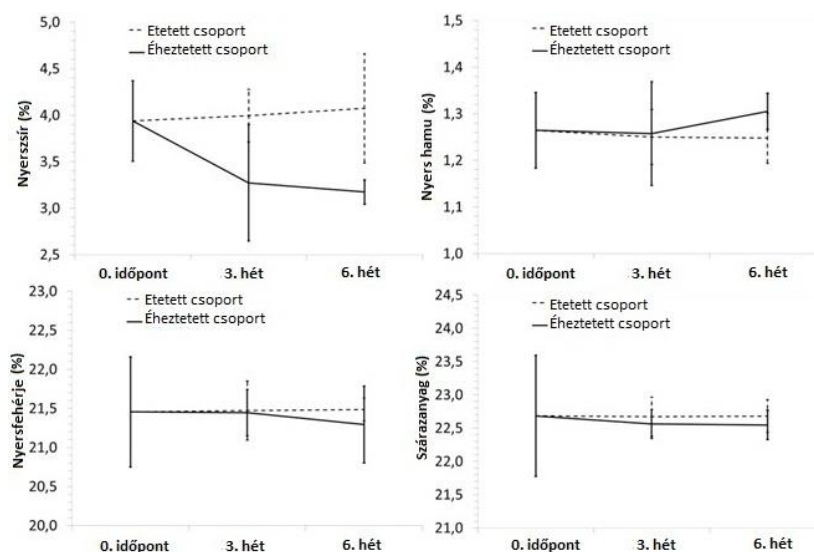 5,0
4,5
4,0
3,5
3,0
2,5
Nyerszsír (%)
Etetett csoport
Éheztetett csoport
0. időpont 3. hét 6. hét
1,5
1,4
1,3
1,2
1,1
1,0
Nyers hamu (%)
Etetett csoport
Éheztetett csoport
0. időpont 3. hét 6. hét
23,0
22,5
22,0
21,5
21,0
20,5
20,0
Nyersfehérje (%)
Etetett csoport
Éheztetett csoport
0. időpont 3. hét 6. hét
24,5
24,0
23,5
23,0
22,5
22,0
21,5
21,0
Szárazanyag (%)
Etetett csoport
Éheztetett csoport
0. időpont 3. hét 6. hét